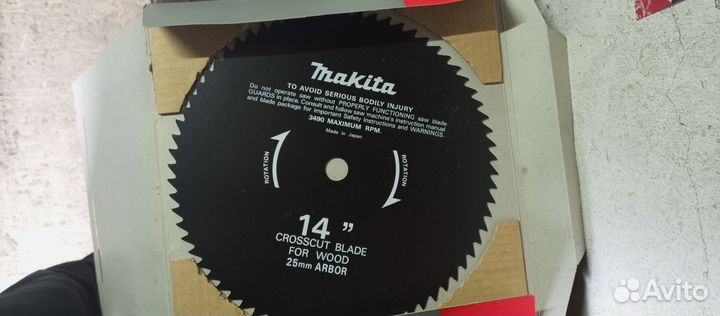 makita
TO AVOID SERIOUS BODILY INJURY
Do not operate saw without PROPERLY FUNCTIONING saw blade
GUARDS in place. Consult and follow saw machine's instruction manual
and blade package for important Safety Instructions and WARNINGS.
3490 MAXIMUM RPM.
Made in Japan
ROTATION
ROTATION
14"
CROSSCUT BLADE
FOR WOOD
25mm ARBOR
Avito